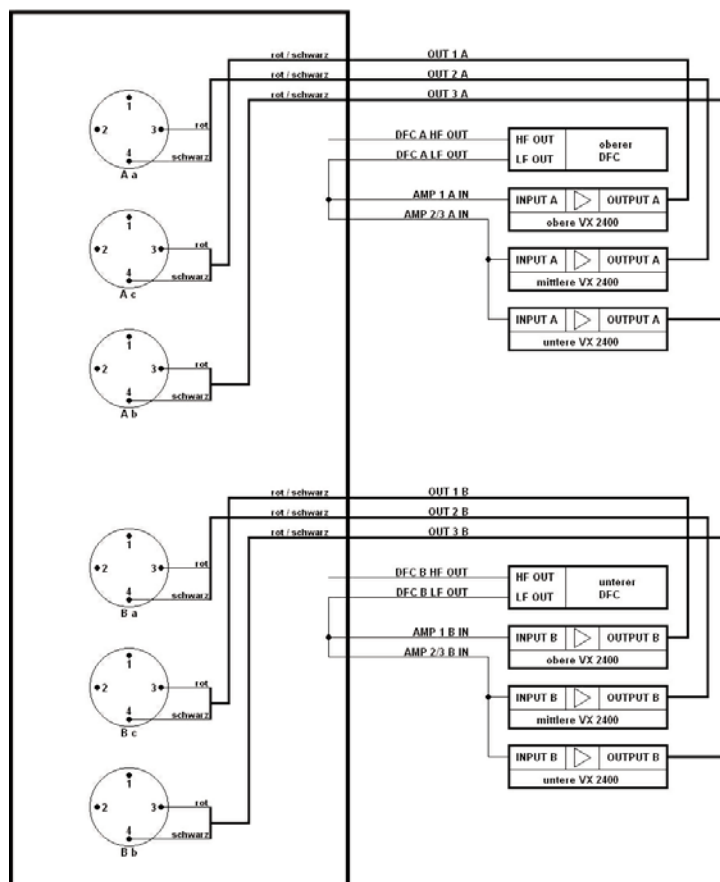 rot / schwarz OUT 1 A
rot / schwarz OUT 2 A
rot / schwarz OUT 3 A
1
2 3 rot
4 schwarz
A a
DFC A HF OUT HF OUT oberer
DFC A LF OUT LF OUT DFC
AMP 1 A IN INPUT A OUTPUT A
AMP 2/3 A IN obere VX 2400
1
2 3 rot
4 schwarz
A c
INPUT A OUTPUT A
mittlere VX 2400
INPUT A OUTPUT A
untere VX 2400
1
2 3 rot
4 schwarz
A b
rot / schwarz OUT 1 B
rot / schwarz OUT 2 B
rot / schwarz OUT 3 B
1
2 3 rot
4 schwarz
B a
DFC B HF OUT HF OUT unterer
DFC B LF OUT LF OUT DFC
AMP 1 B IN INPUT B OUTPUT B
AMP 2/3 B IN obere VX 2400
1
2 3 rot
4 schwarz
B c
INPUT B OUTPUT B
mittlere VX 2400
INPUT B OUTPUT B
untere VX 2400
1
2 3 rot
4 schwarz
B b